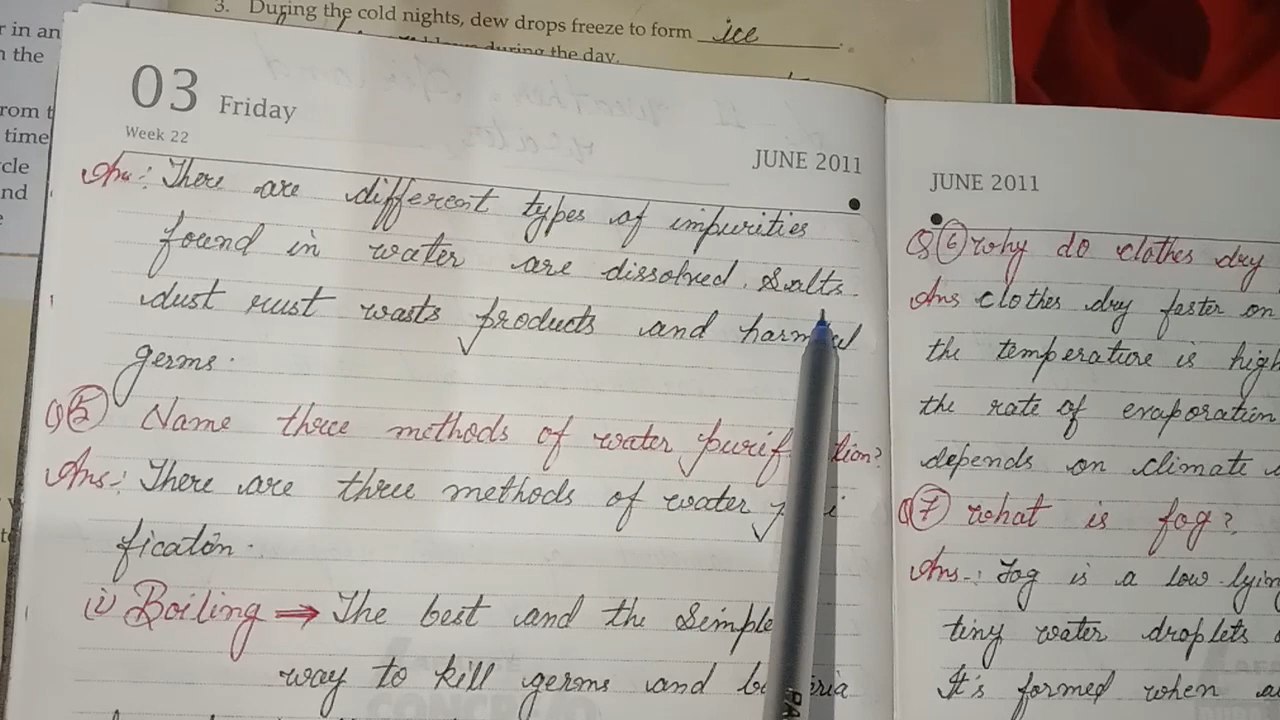 r in an
n the
rom t
time
cle
nd
3. During the cold nights, dew drops freeze to form ice.
during the day.
03 Friday
Week 22
JUNE 2011
Ans: There are different types of impurities
found in water are dissolved. Salts
dust rust wasts products and harm
germs.
Q5 Name three methods of water purif tion?
Ans: There are three methods of water p i
ficaton.
(i) Boiling ⇒ The best and the Simple
way to kill germs and ba ria
JUNE 2011
Q6 why do clothes dry
Ans clothes dry faster on
the temperature is high
the rate of evaporation
depends on climate
Q7 what is fog?
Ans-: Fog is a low-lying
tiny water droplets
It's formed when